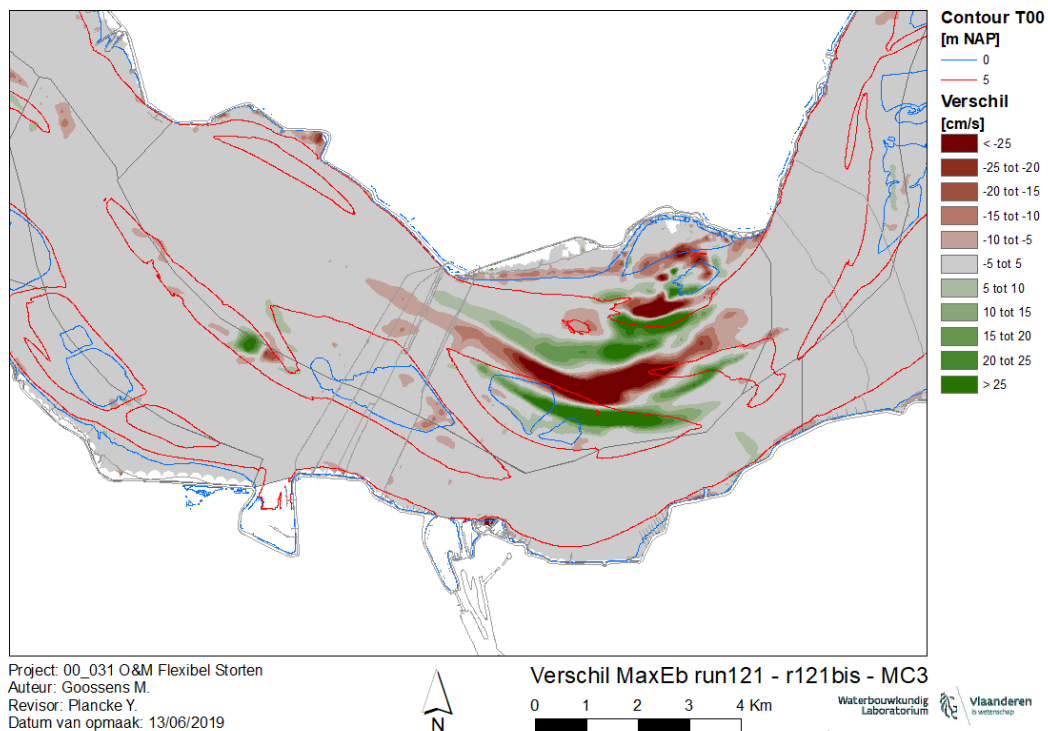 Contour T00
[m NAP]
0
5
Verschil
[cm/s]
< -25
-25 tot -20
-20 tot -15
-15 tot -10
-10 tot -5
-5 tot 5
5 tot 10
10 tot 15
15 tot 20
20 tot 25
> 25
Project: 00_031 O&M Flexibel Storten
Auteur: Goossens M.
Revisor: Plancke Y.
Datum van opmaak: 13/06/2019
N
Verschil MaxEb run121 - r121bis - MC3
0 1 2 3 4 Km
Waterbouwkundig
Laboratorium
Vlaanderen
is wetenschap